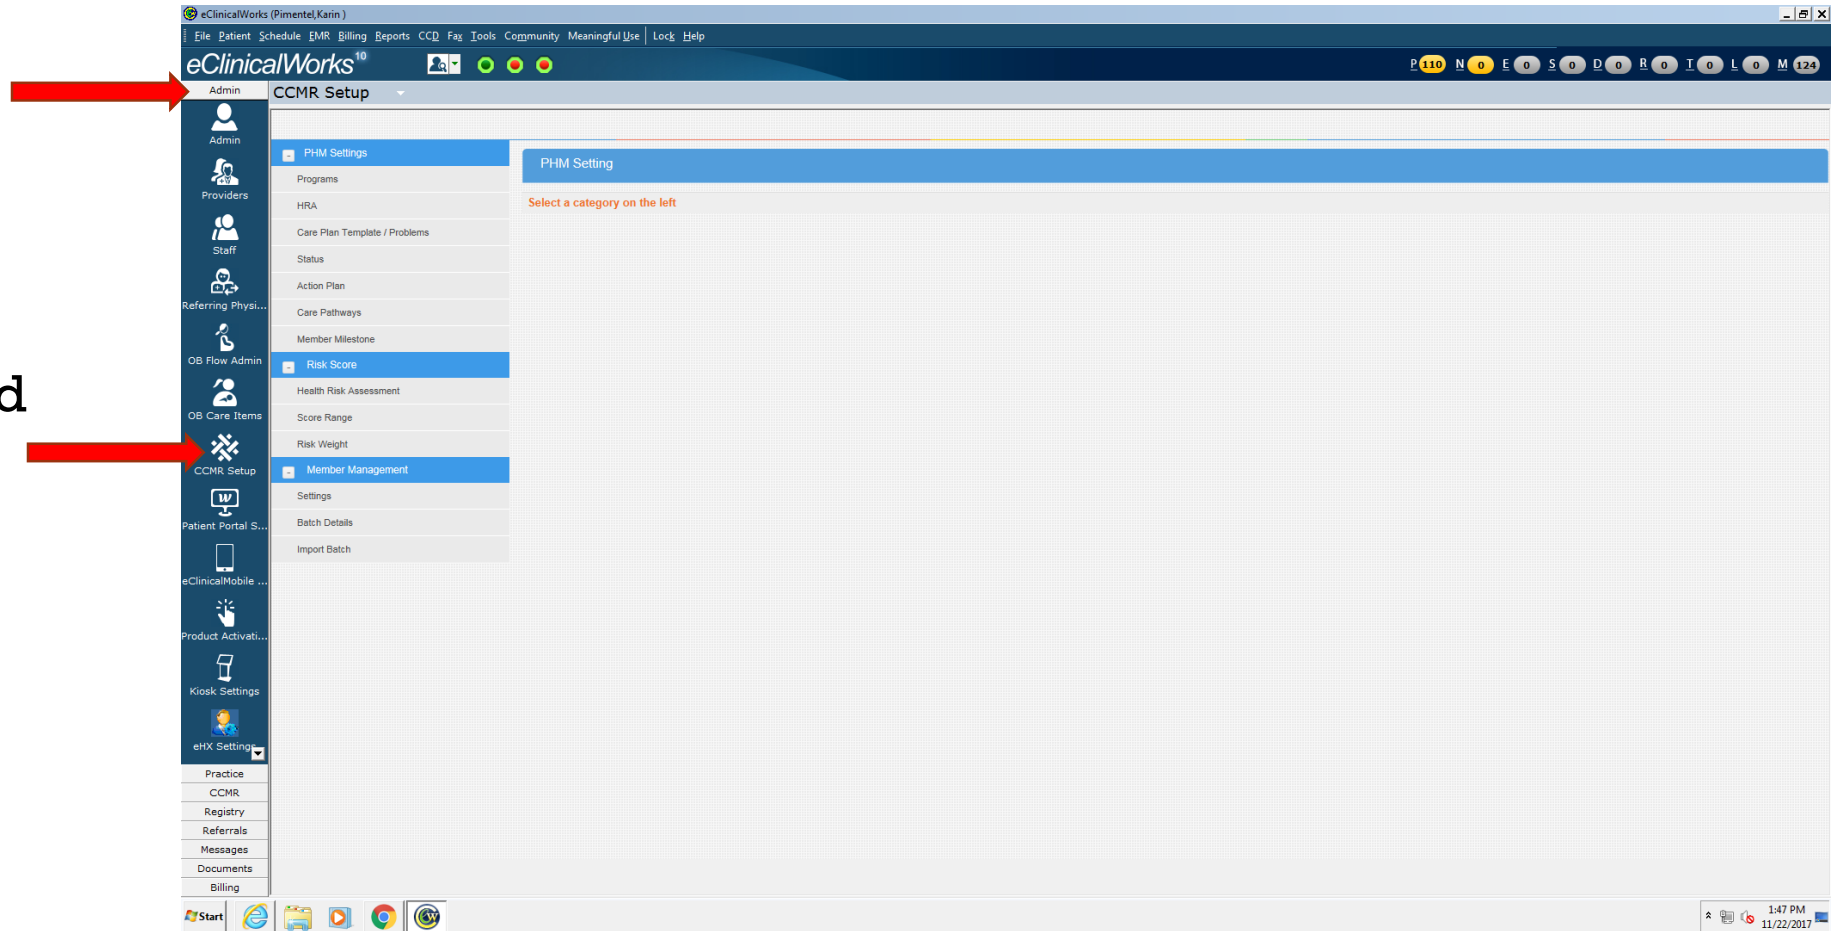 eClinicalWorks (Pimentel,Karin )
File Patient Schedule EMR Billing Reports CCD Fax Tools Community Meaningful Use Lock Help
eClinicalWorks10
P 110 N 0 E 0 S 0 D 0 R 0 T 0 L 0 M 124
Admin
CCMR Setup
Admin
Providers
Staff
Referring Physi...
OB Flow Admin
OB Care Items
CCMR Setup
Patient Portal S...
eClinicalMobile ...
Product Activati...
Kiosk Settings
eHX Settings
Practice
CCMR
Registry
Referrals
Messages
Documents
Billing
d
PHM Settings
Programs
HRA
Care Plan Template / Problems
Status
Action Plan
Care Pathways
Member Milestone
Risk Score
Health Risk Assessment
Score Range
Risk Weight
Member Management
Settings
Batch Details
Import Batch
PHM Setting
Select a category on the left
Start
1:47 PM
11/22/2017